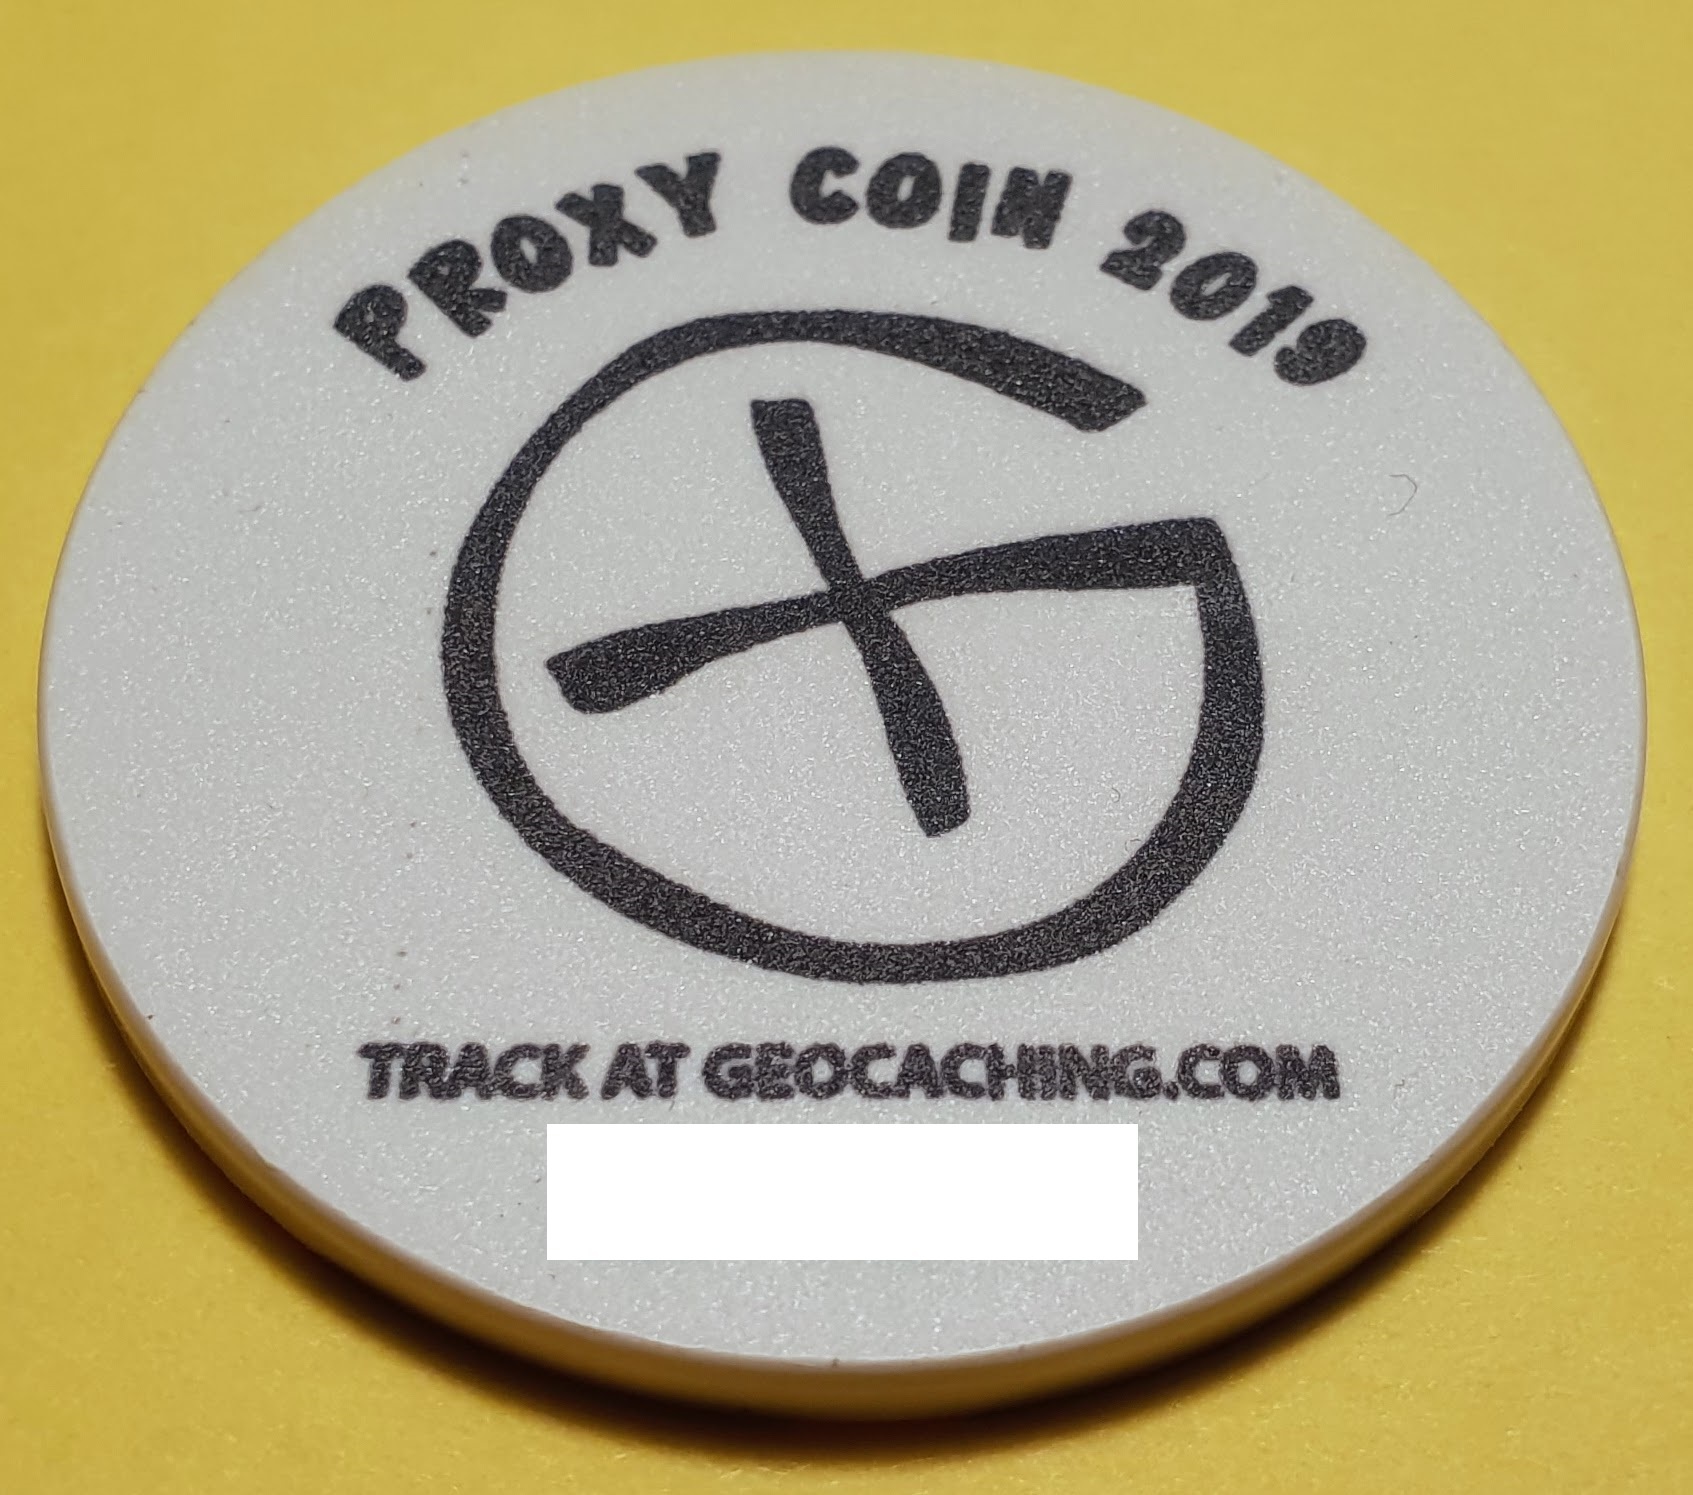 PROXY COIN 2019
TRACK AT GEOCACHING.COM